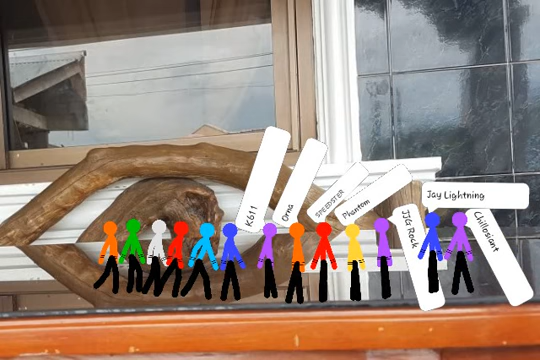 K611
Orna
SPEEDSTER
Phantom
Jay Lightning
JJG Rock
Chillosiant